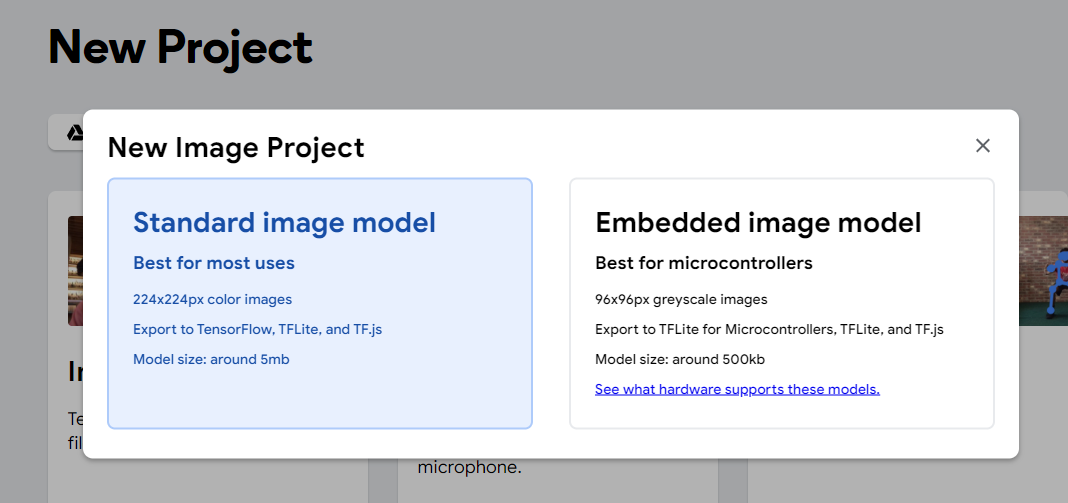 New Project
New Image Project
Standard image model
Best for most uses
224x224px color images
Export to TensorFlow, TFLite, and TF.js
Model size: around 5mb
Embedded image model
Best for microcontrollers
96x96px greyscale images
Export to TFLite for Microcontrollers, TFLite, and TF.js
Model size: around 500kb
See what hardware supports these models.
microphone.